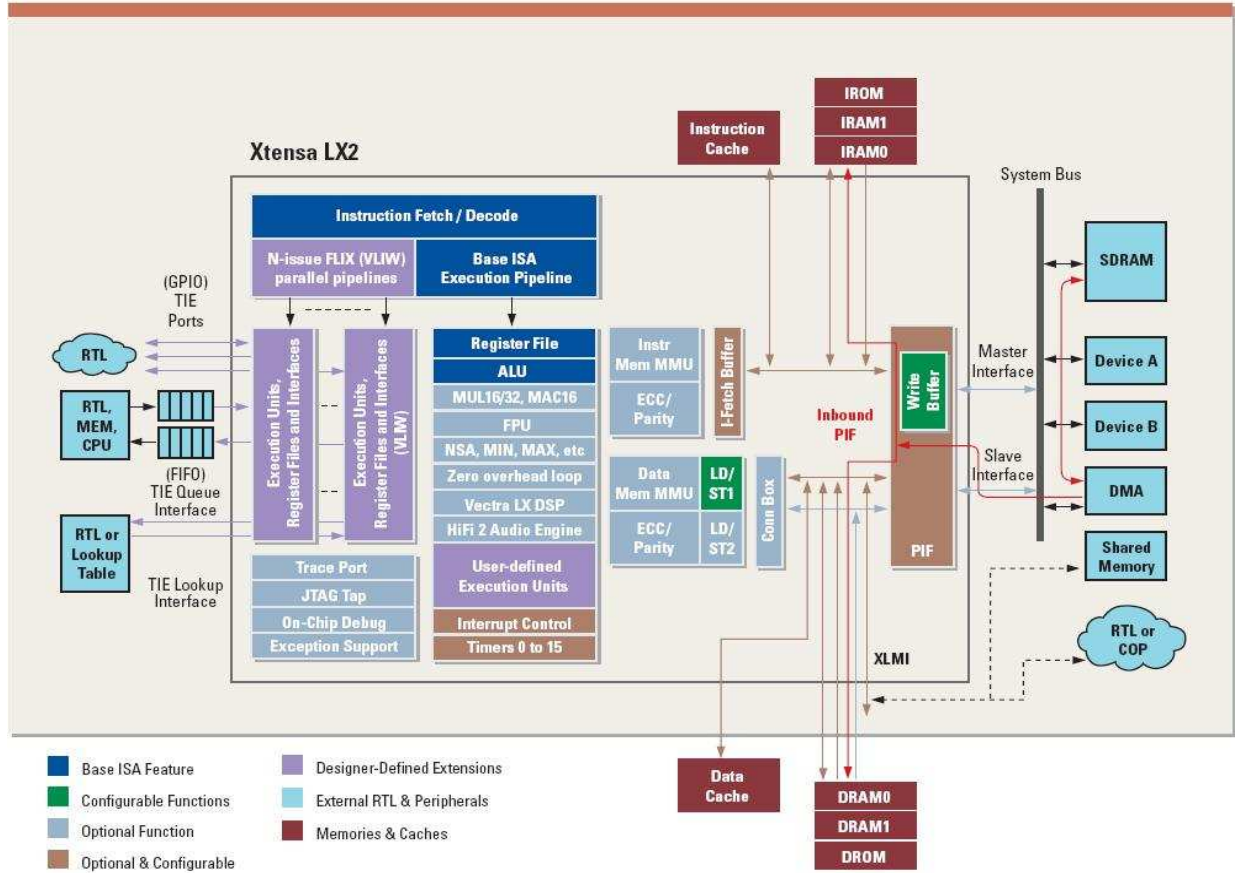 IROM
IRAM1
IRAM0
Instruction
Cache
Xtensa LX2
System Bus
Instruction Fetch / Decode
N-issue FLIX (VLIW)
parallel pipelines
Base ISA
Execution Pipeline
SDRAM
(GPIO)
TIE
Ports
RTL
Execution Units,
Register Files and Interfaces
Execution Units,
Register Files and Interfaces
(VLIW)
Register File
ALU
MUL16/32, MAC16
FPU
NSA, MIN, MAX, etc
Zero overhead loop
Vectra LX DSP
HiFi 2 Audio Engine
User-defined
Execution Units
Interrupt Control
Timers 0 to 15
Instr
Mem MMU
ECC/
Parity
I-Fetch Buffer
Data
Mem MMU
LD/
ST1
ECC/
Parity
LD/
ST2
Conn Box
Inbound
PIF
Write
Buffer
PIF
Master
Interface
Slave
Interface
Device A
Device B
DMA
Shared
Memory
RTL or
COP
RTL,
MEM,
CPU
(FIFO)
TIE Queue
Interface
RTL or
Lookup
Table
TIE Lookup
Interface
Trace Port
JTAG Tap
On-Chip Debug
Exception Support
XLMI
Data
Cache
DRAM0
DRAM1
DROM
Base ISA Feature
Configurable Functions
Optional Function
Optional & Configurable
Designer-Defined Extensions
External RTL & Peripherals
Memories & Caches